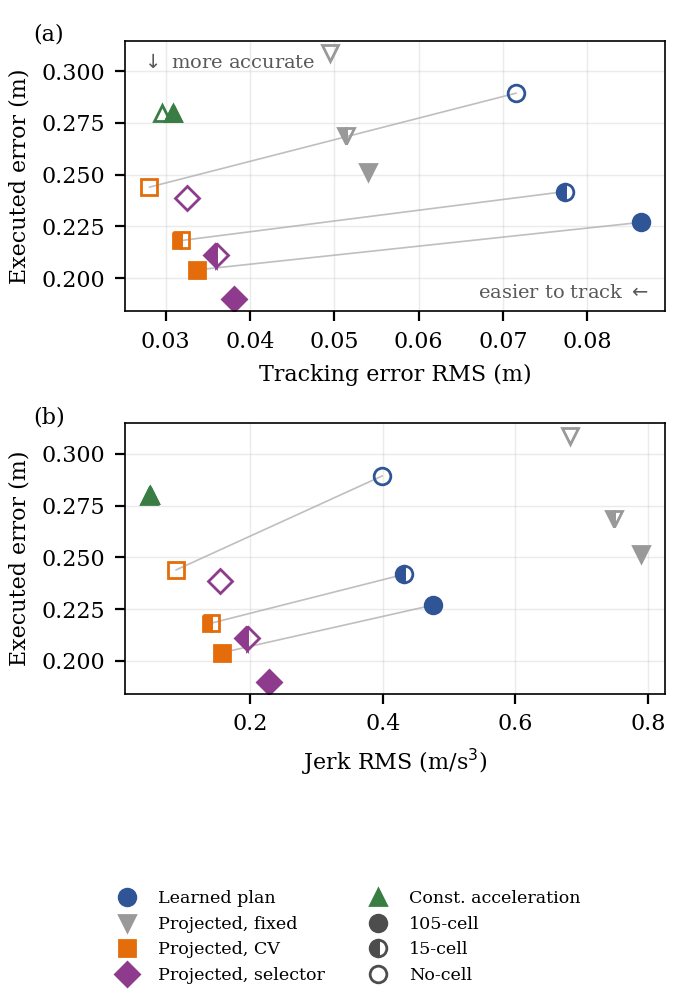 (a)
↓ more accurate
0.300
0.275
0.250
0.225
0.200
Executed error (m)
easier to track ←
0.03 0.04 0.05 0.06 0.07 0.08
Tracking error RMS (m)
(b)
0.300
0.275
0.250
0.225
0.200
Executed error (m)
0.2 0.4 0.6 0.8
Jerk RMS (m/s³)
Learned plan
Projected, fixed
Projected, CV
Projected, selector
Const. acceleration
105-cell
15-cell
No-cell